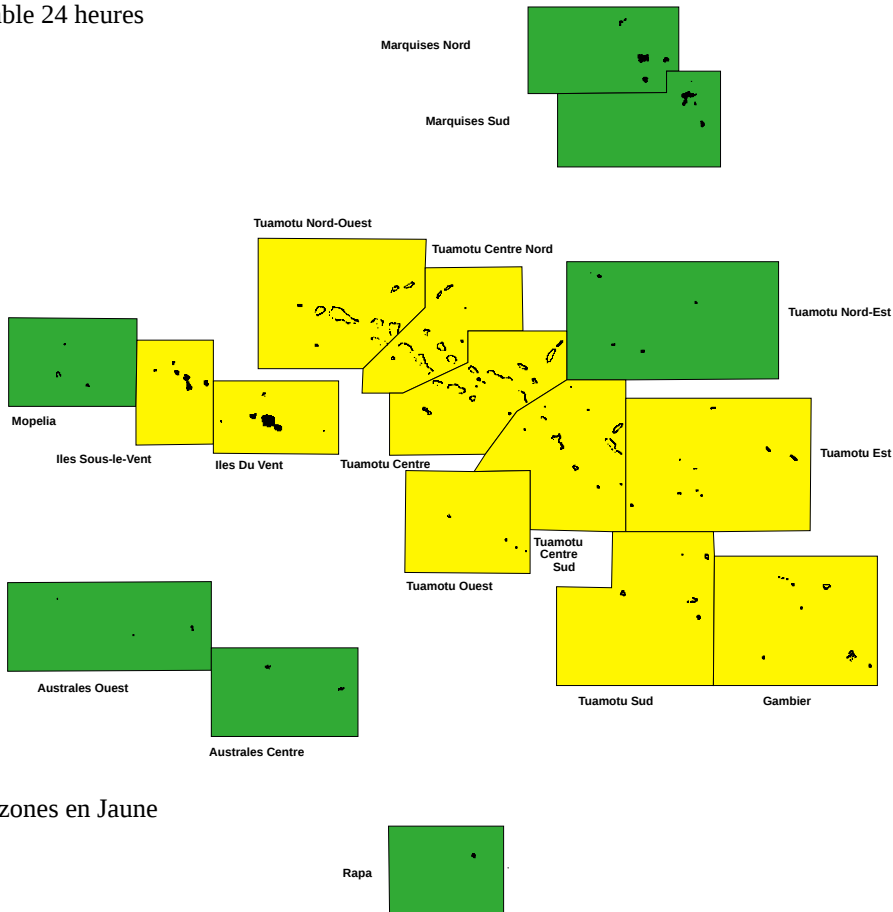 ble 24 heures
Marquises Nord
Marquises Sud
Tuamotu Nord-Ouest
Tuamotu Centre Nord
Tuamotu Nord-Est
Mopelia
Iles Sous-le-Vent
Iles Du Vent
Tuamotu Centre
Tuamotu Est
Tuamotu
Centre
Sud
Tuamotu Ouest
Australes Ouest
Tuamotu Sud
Gambier
Australes Centre
zones en Jaune
Rapa